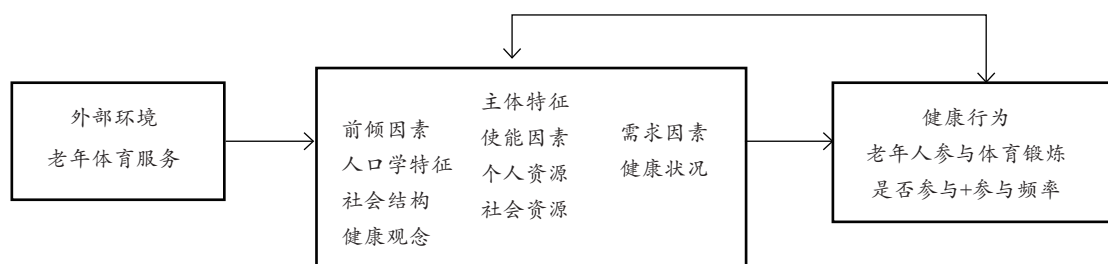 外部环境
老年体育服务
主体特征
前倾因素
人口学特征
社会结构
健康观念
使能因素
个人资源
社会资源
需求因素
健康状况
健康行为
老年人参与体育锻炼
是否参与+参与频率